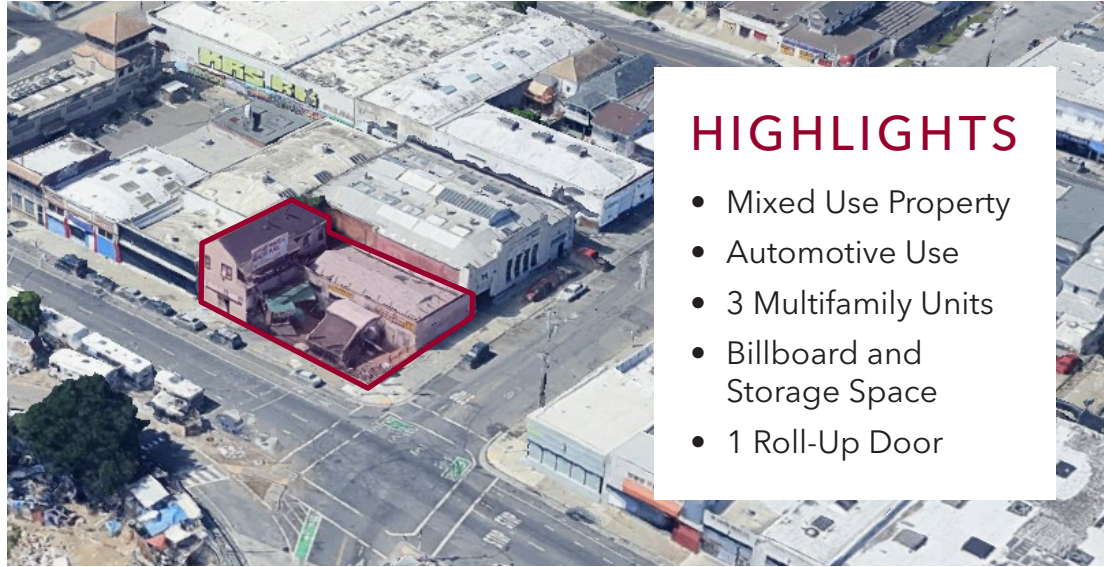 HIGHLIGHTS
• Mixed Use Property
• Automotive Use
• 3 Multifamily Units
• Billboard and
Storage Space
• 1 Roll-Up Door